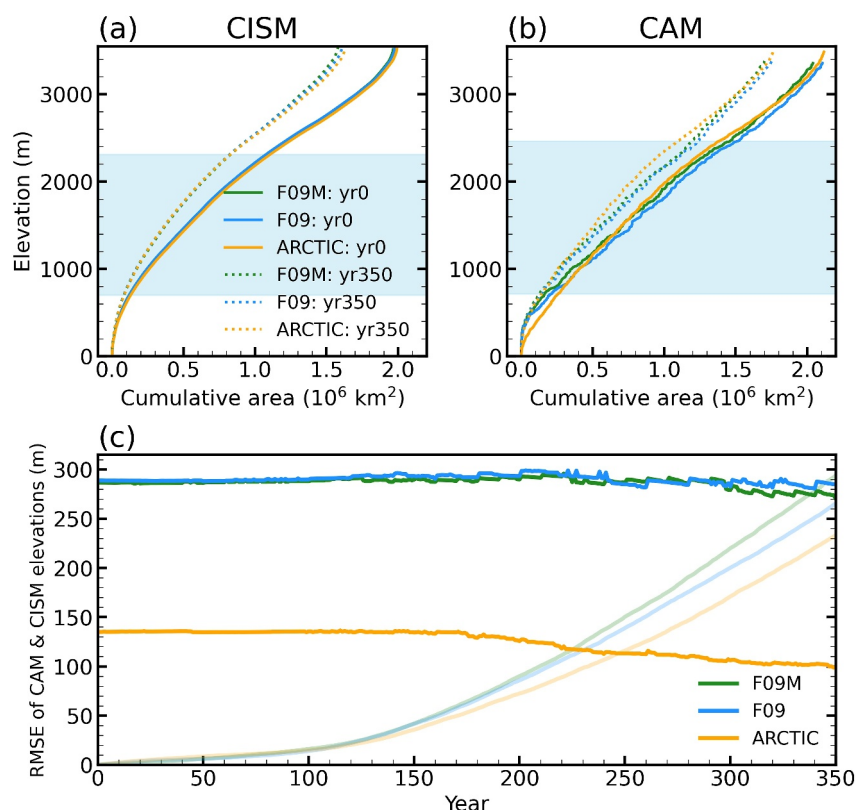 (a) CISM
(b) CAM
Elevation (m)
3000
2000
1000
0
F09M: yr0
F09: yr0
ARCTIC: yr0
F09M: yr350
F09: yr350
ARCTIC: yr350
0.0 0.5 1.0 1.5 2.0
Cumulative area (10⁶ km²)
3000
2000
1000
0
0.0 0.5 1.0 1.5 2.0
Cumulative area (10⁶ km²)
(c)
RMSE of CAM & CISM elevations (m)
300
250
200
150
100
50
0
F09M
F09
ARCTIC
0 50 100 150 200 250 300 350
Year